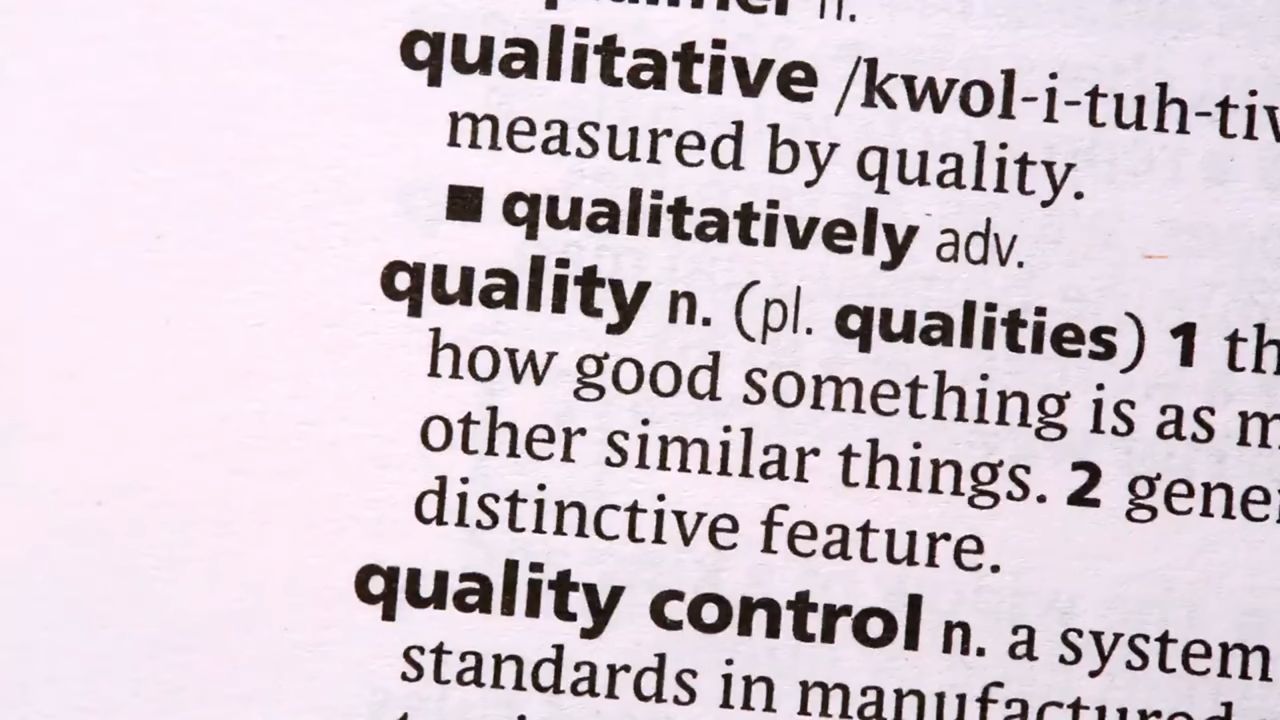 n.
qualitative /kwol-i-tuh-tiv
measured by quality.
■ qualitatively adv.
quality n. (pl. qualities) 1 th
how good something is as m
other similar things. 2 gene
distinctive feature.
quality control n. a system
standards in manufactured